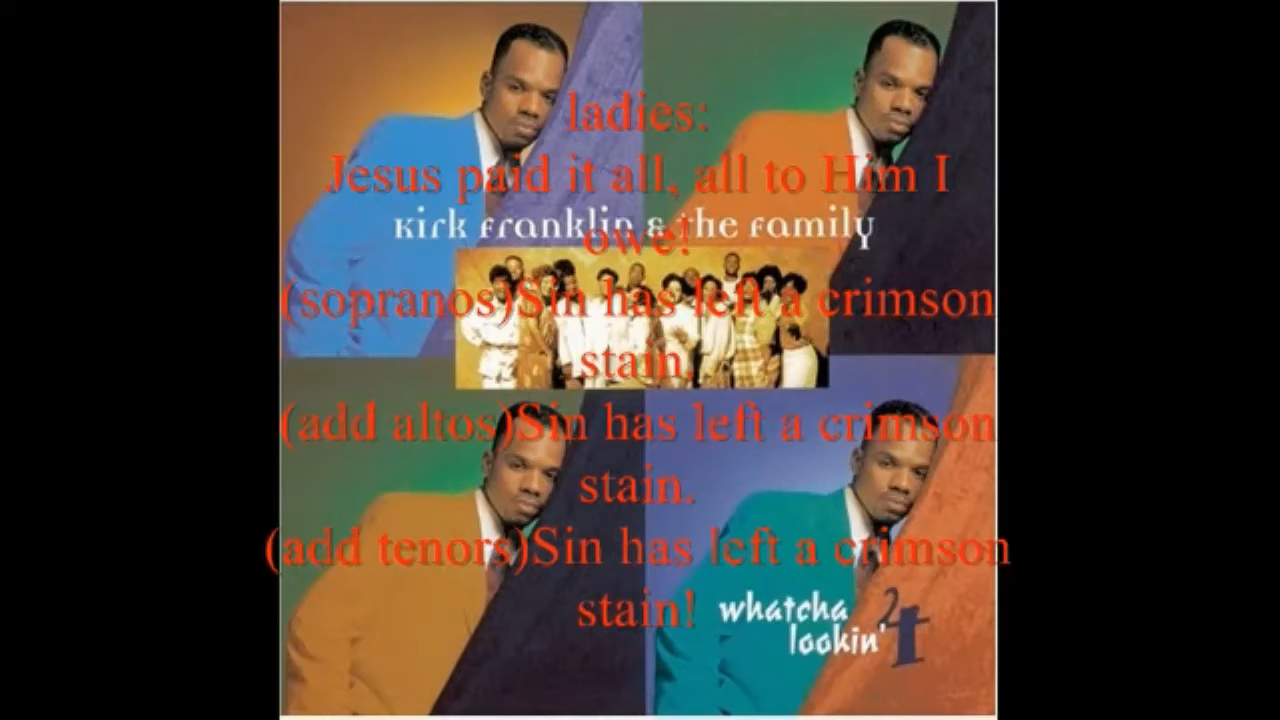 ladies:
Jesus paid it all, all to Him I
Kirk Franklin & the Family
owe!
(sopranos)Sin has left a crimson
stain,
(add altos)Sin has left a crimson
stain.
(add tenors)Sin has left a crimson
stain!
whatcha
lookin' 4